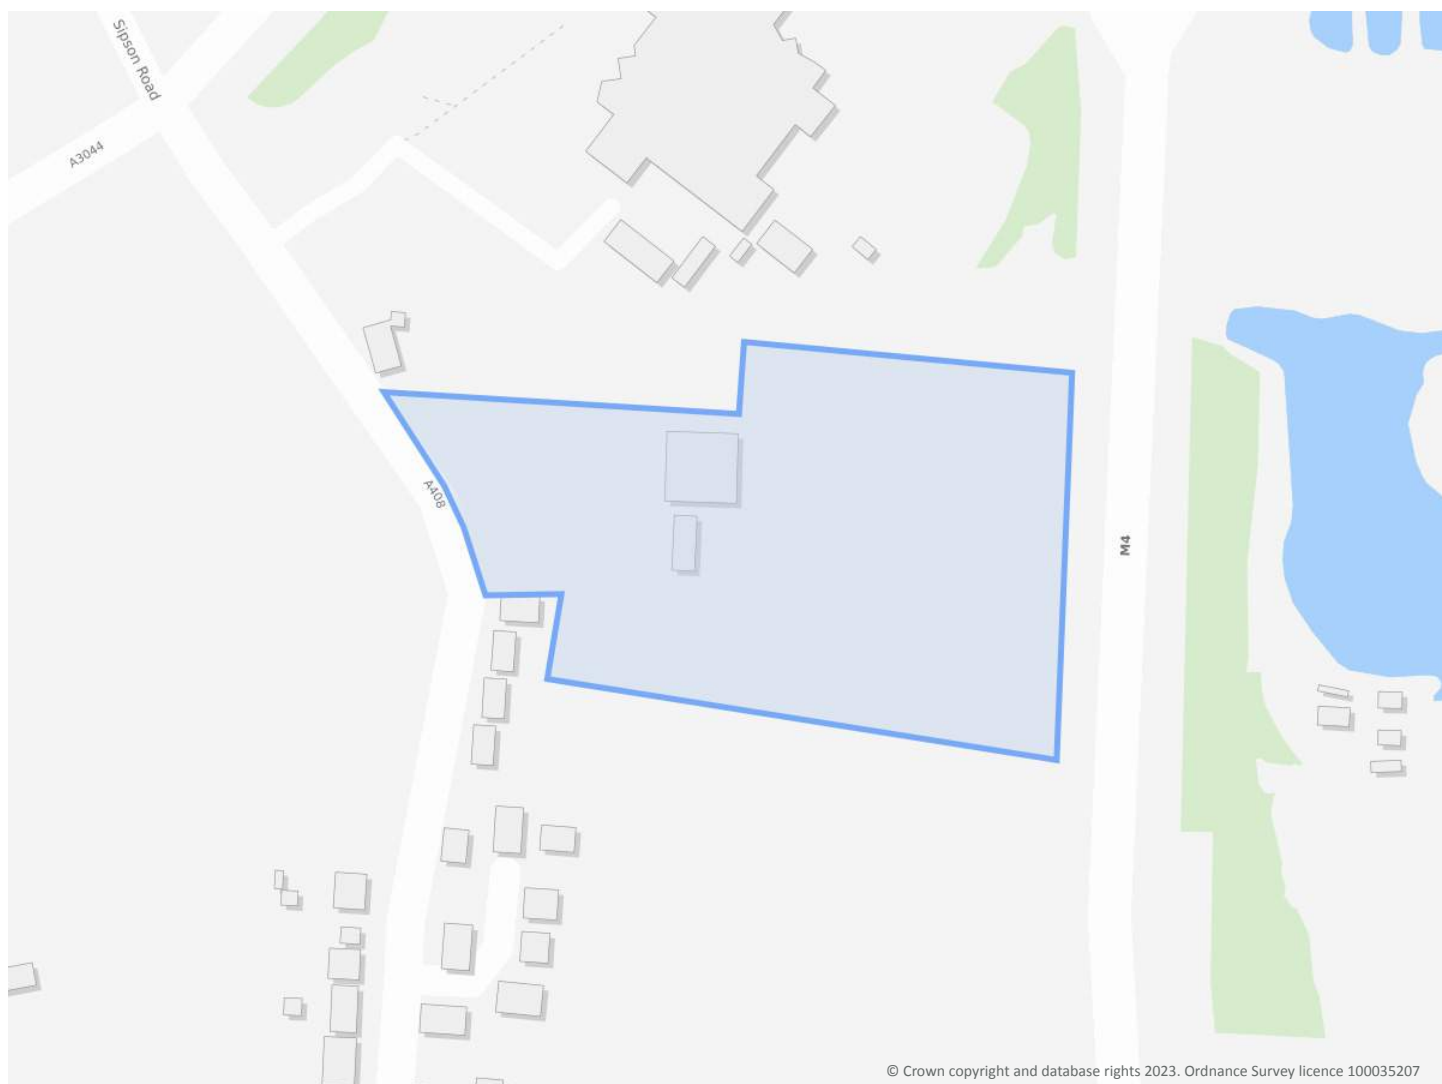 Sipson Road
A3044
A408
M4
© Crown copyright and database rights 2023. Ordnance Survey licence 100035207